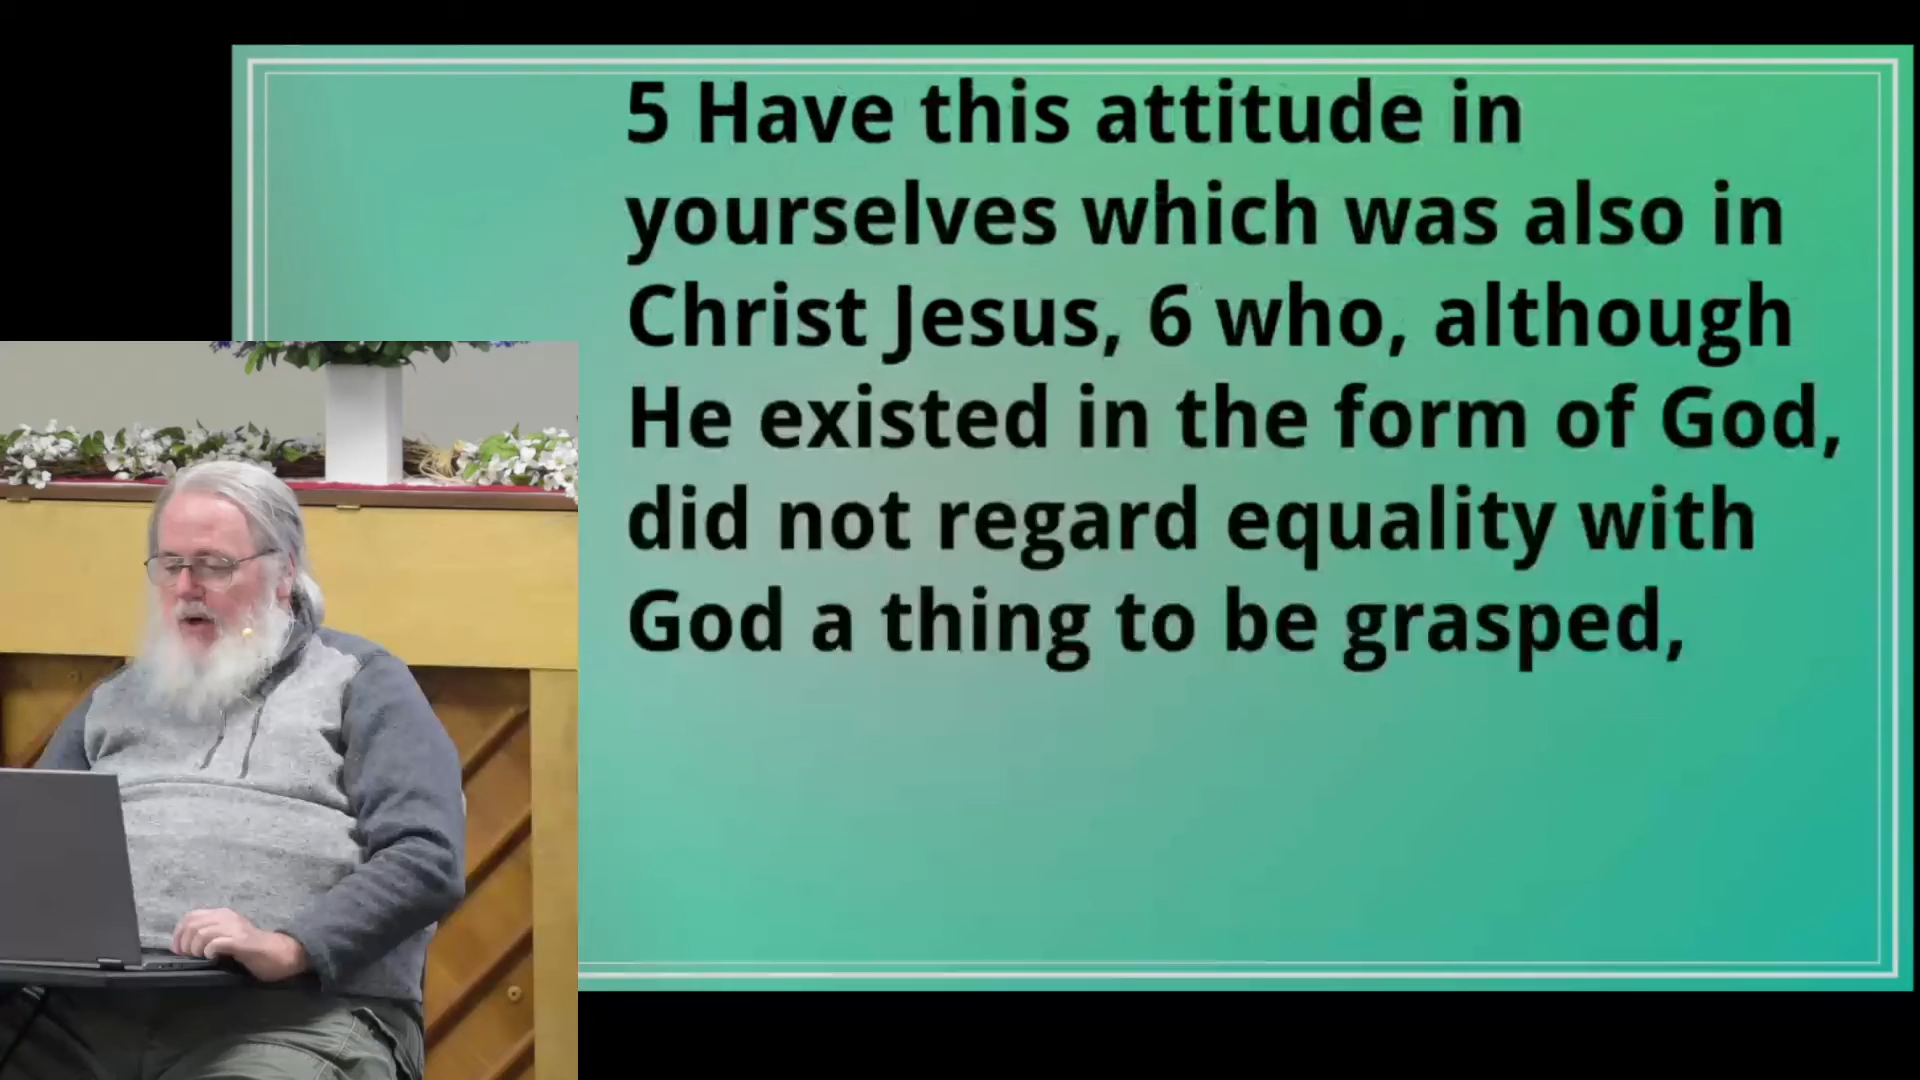 5 Have this attitude in
yourselves which was also in
Christ Jesus, 6 who, although
He existed in the form of God,
did not regard equality with
God a thing to be grasped,